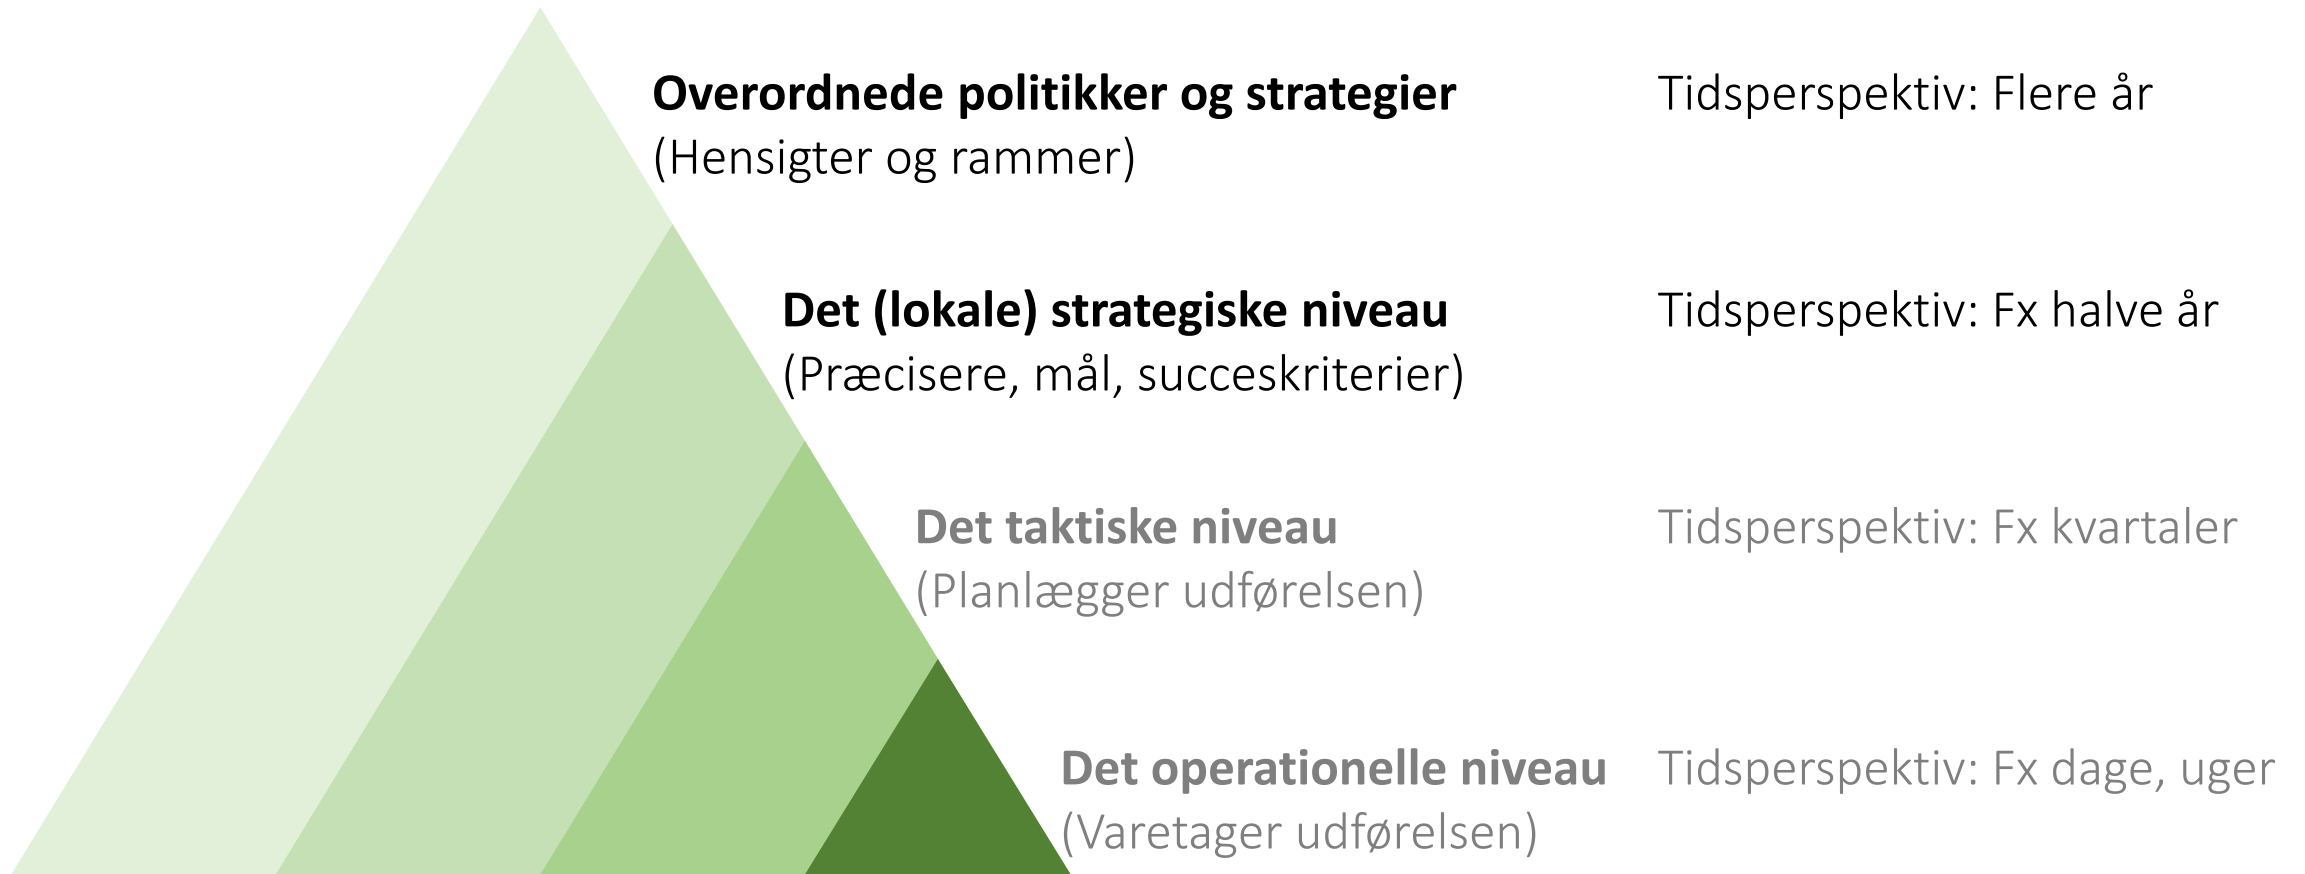 Overordnede politikker og strategier Tidsperspektiv: Flere år
(Hensigter og rammer)
Det (lokale) strategiske niveau Tidsperspektiv: Fx halve år
(Præcisere, mål, succeskriterier)
Det taktiske niveau Tidsperspektiv: Fx kvartaler
(Planlægger udførelsen)
Det operationelle niveau Tidsperspektiv: Fx dage, uger
(Varetager udførelsen)